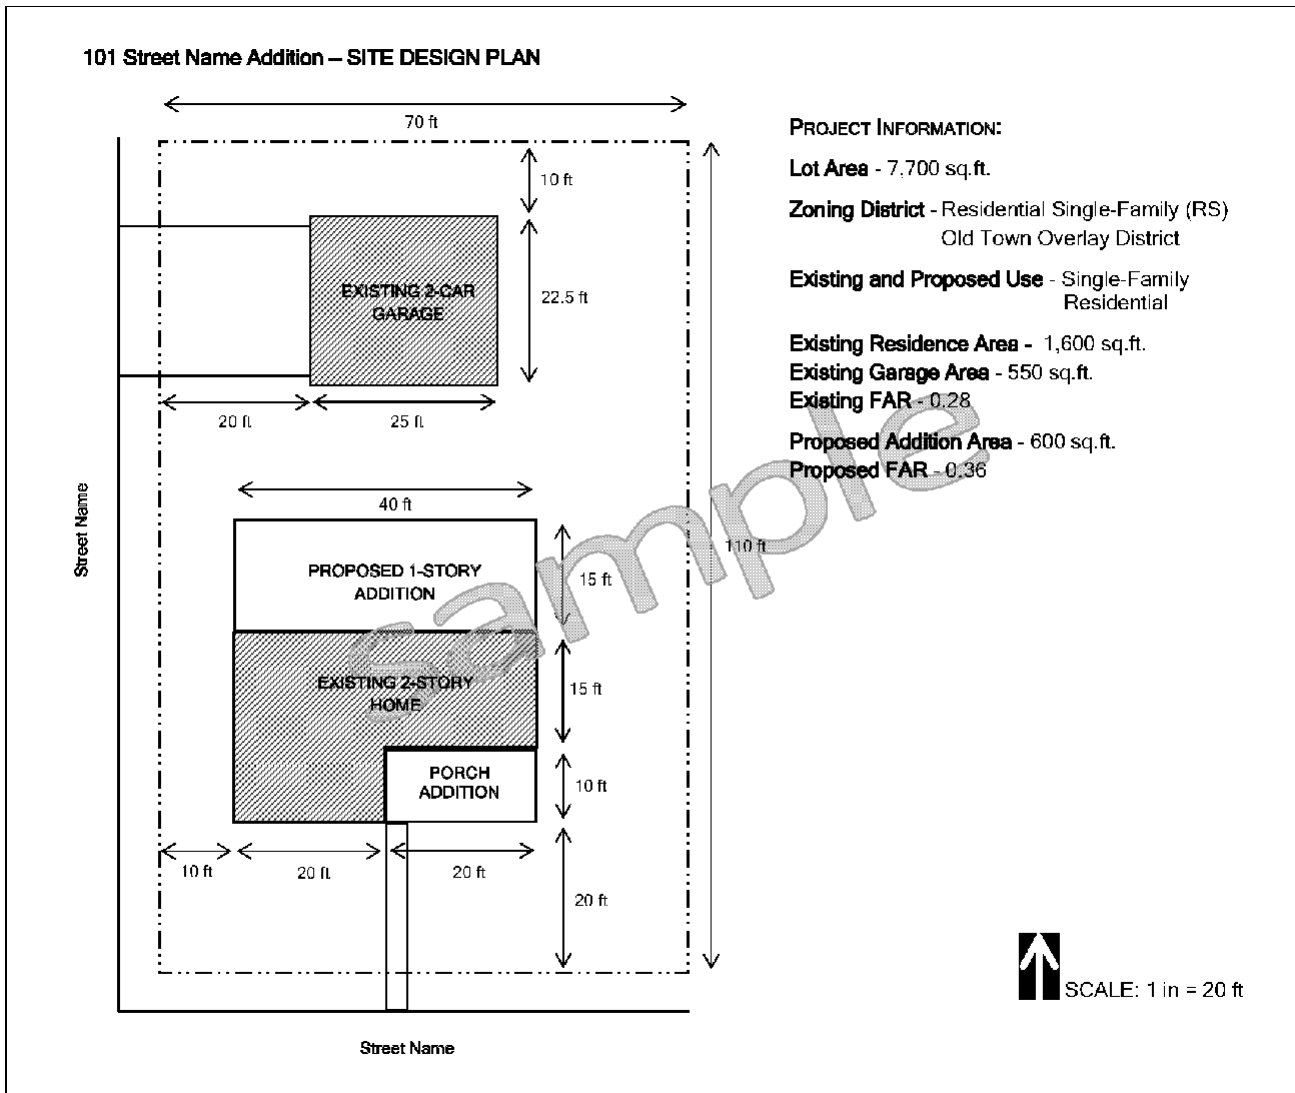 101 Street Name Addition – SITE DESIGN PLAN
70 ft
10 ft
EXISTING 2-CAR
GARAGE
22.5 ft
20 ft
25 ft
40 ft
PROPOSED 1-STORY
ADDITION
15 ft
110 ft
EXISTING 2-STORY
HOME
15 ft
PORCH
ADDITION
10 ft
10 ft
20 ft
20 ft
20 ft
Street Name
Street Name
PROJECT INFORMATION:
Lot Area - 7,700 sq.ft.
Zoning District - Residential Single-Family (RS)
Old Town Overlay District
Existing and Proposed Use - Single-Family
Residential
Existing Residence Area - 1,600 sq.ft.
Existing Garage Area - 550 sq.ft.
Existing FAR - 0.28
Proposed Addition Area - 600 sq.ft.
Proposed FAR - 0.36
Sample
SCALE: 1 in = 20 ft